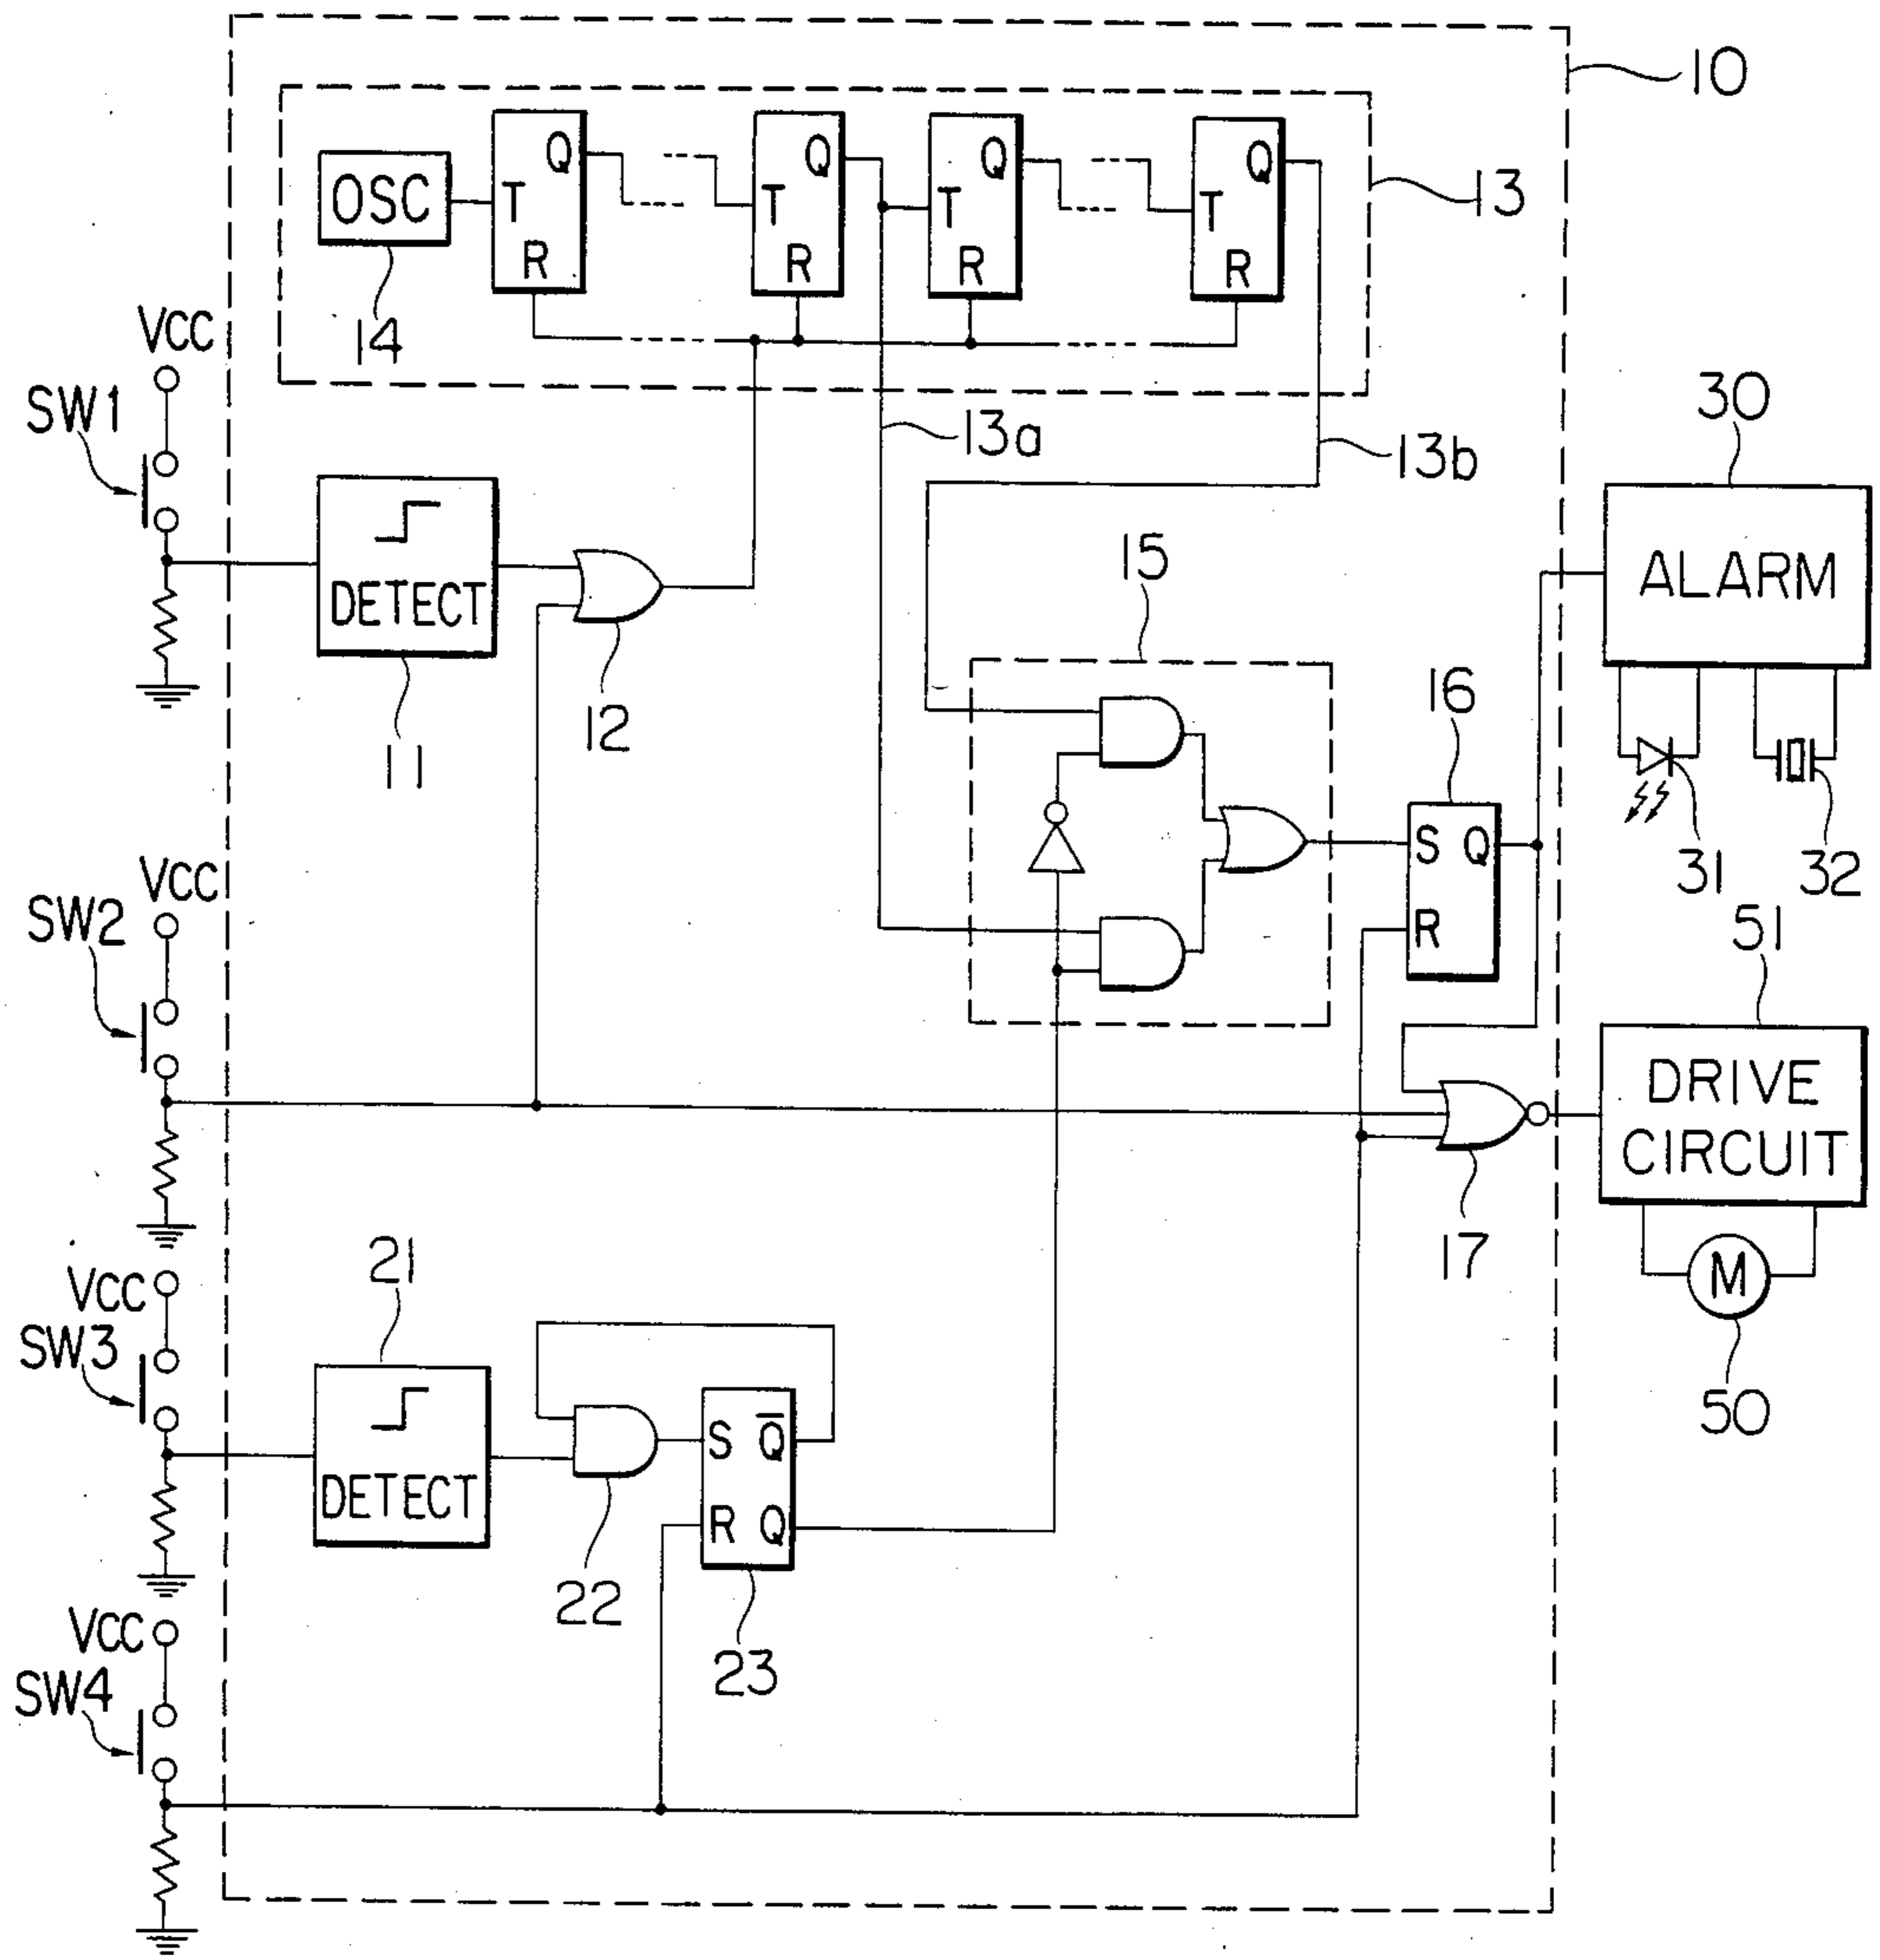 10
Q
Q
Q
Q
OSC
T
T
T
T
13
R
R
R
R
14
VCC
SW1
13a
13b
30
ALARM
DETECT
15
11
12
16
31
32
VCC
SW2
S Q
R
51
DRIVE
CIRCUIT
17
M
50
21
VCC
SW3
DETECT
S Q̅
R Q
22
23
VCC
SW4